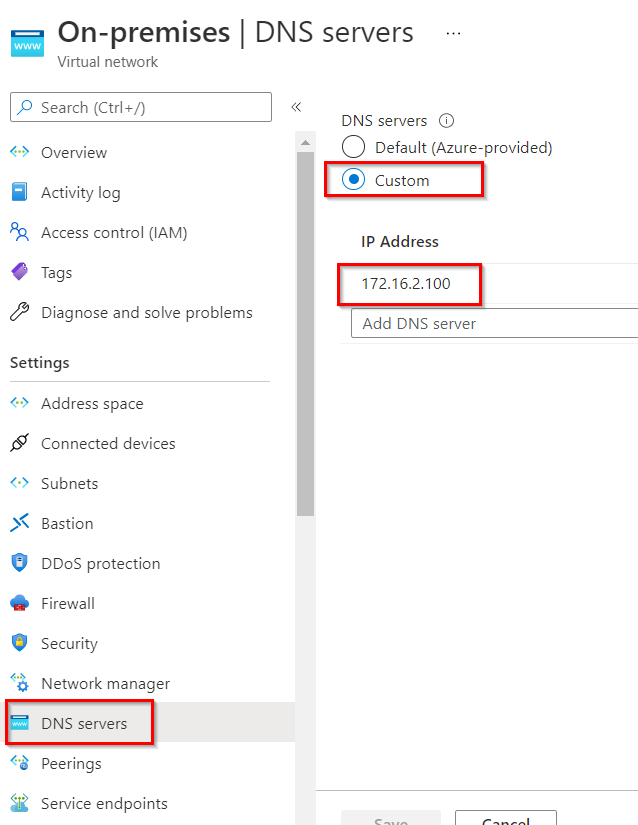 On-premises | DNS servers ...
Virtual network
Search (Ctrl+/)
«
Overview
Activity log
Access control (IAM)
Tags
Diagnose and solve problems
Settings
Address space
Connected devices
Subnets
Bastion
DDoS protection
Firewall
Security
Network manager
DNS servers
Peerings
Service endpoints
DNS servers
Default (Azure-provided)
Custom
IP Address
172.16.2.100
Add DNS server
Save Cancel